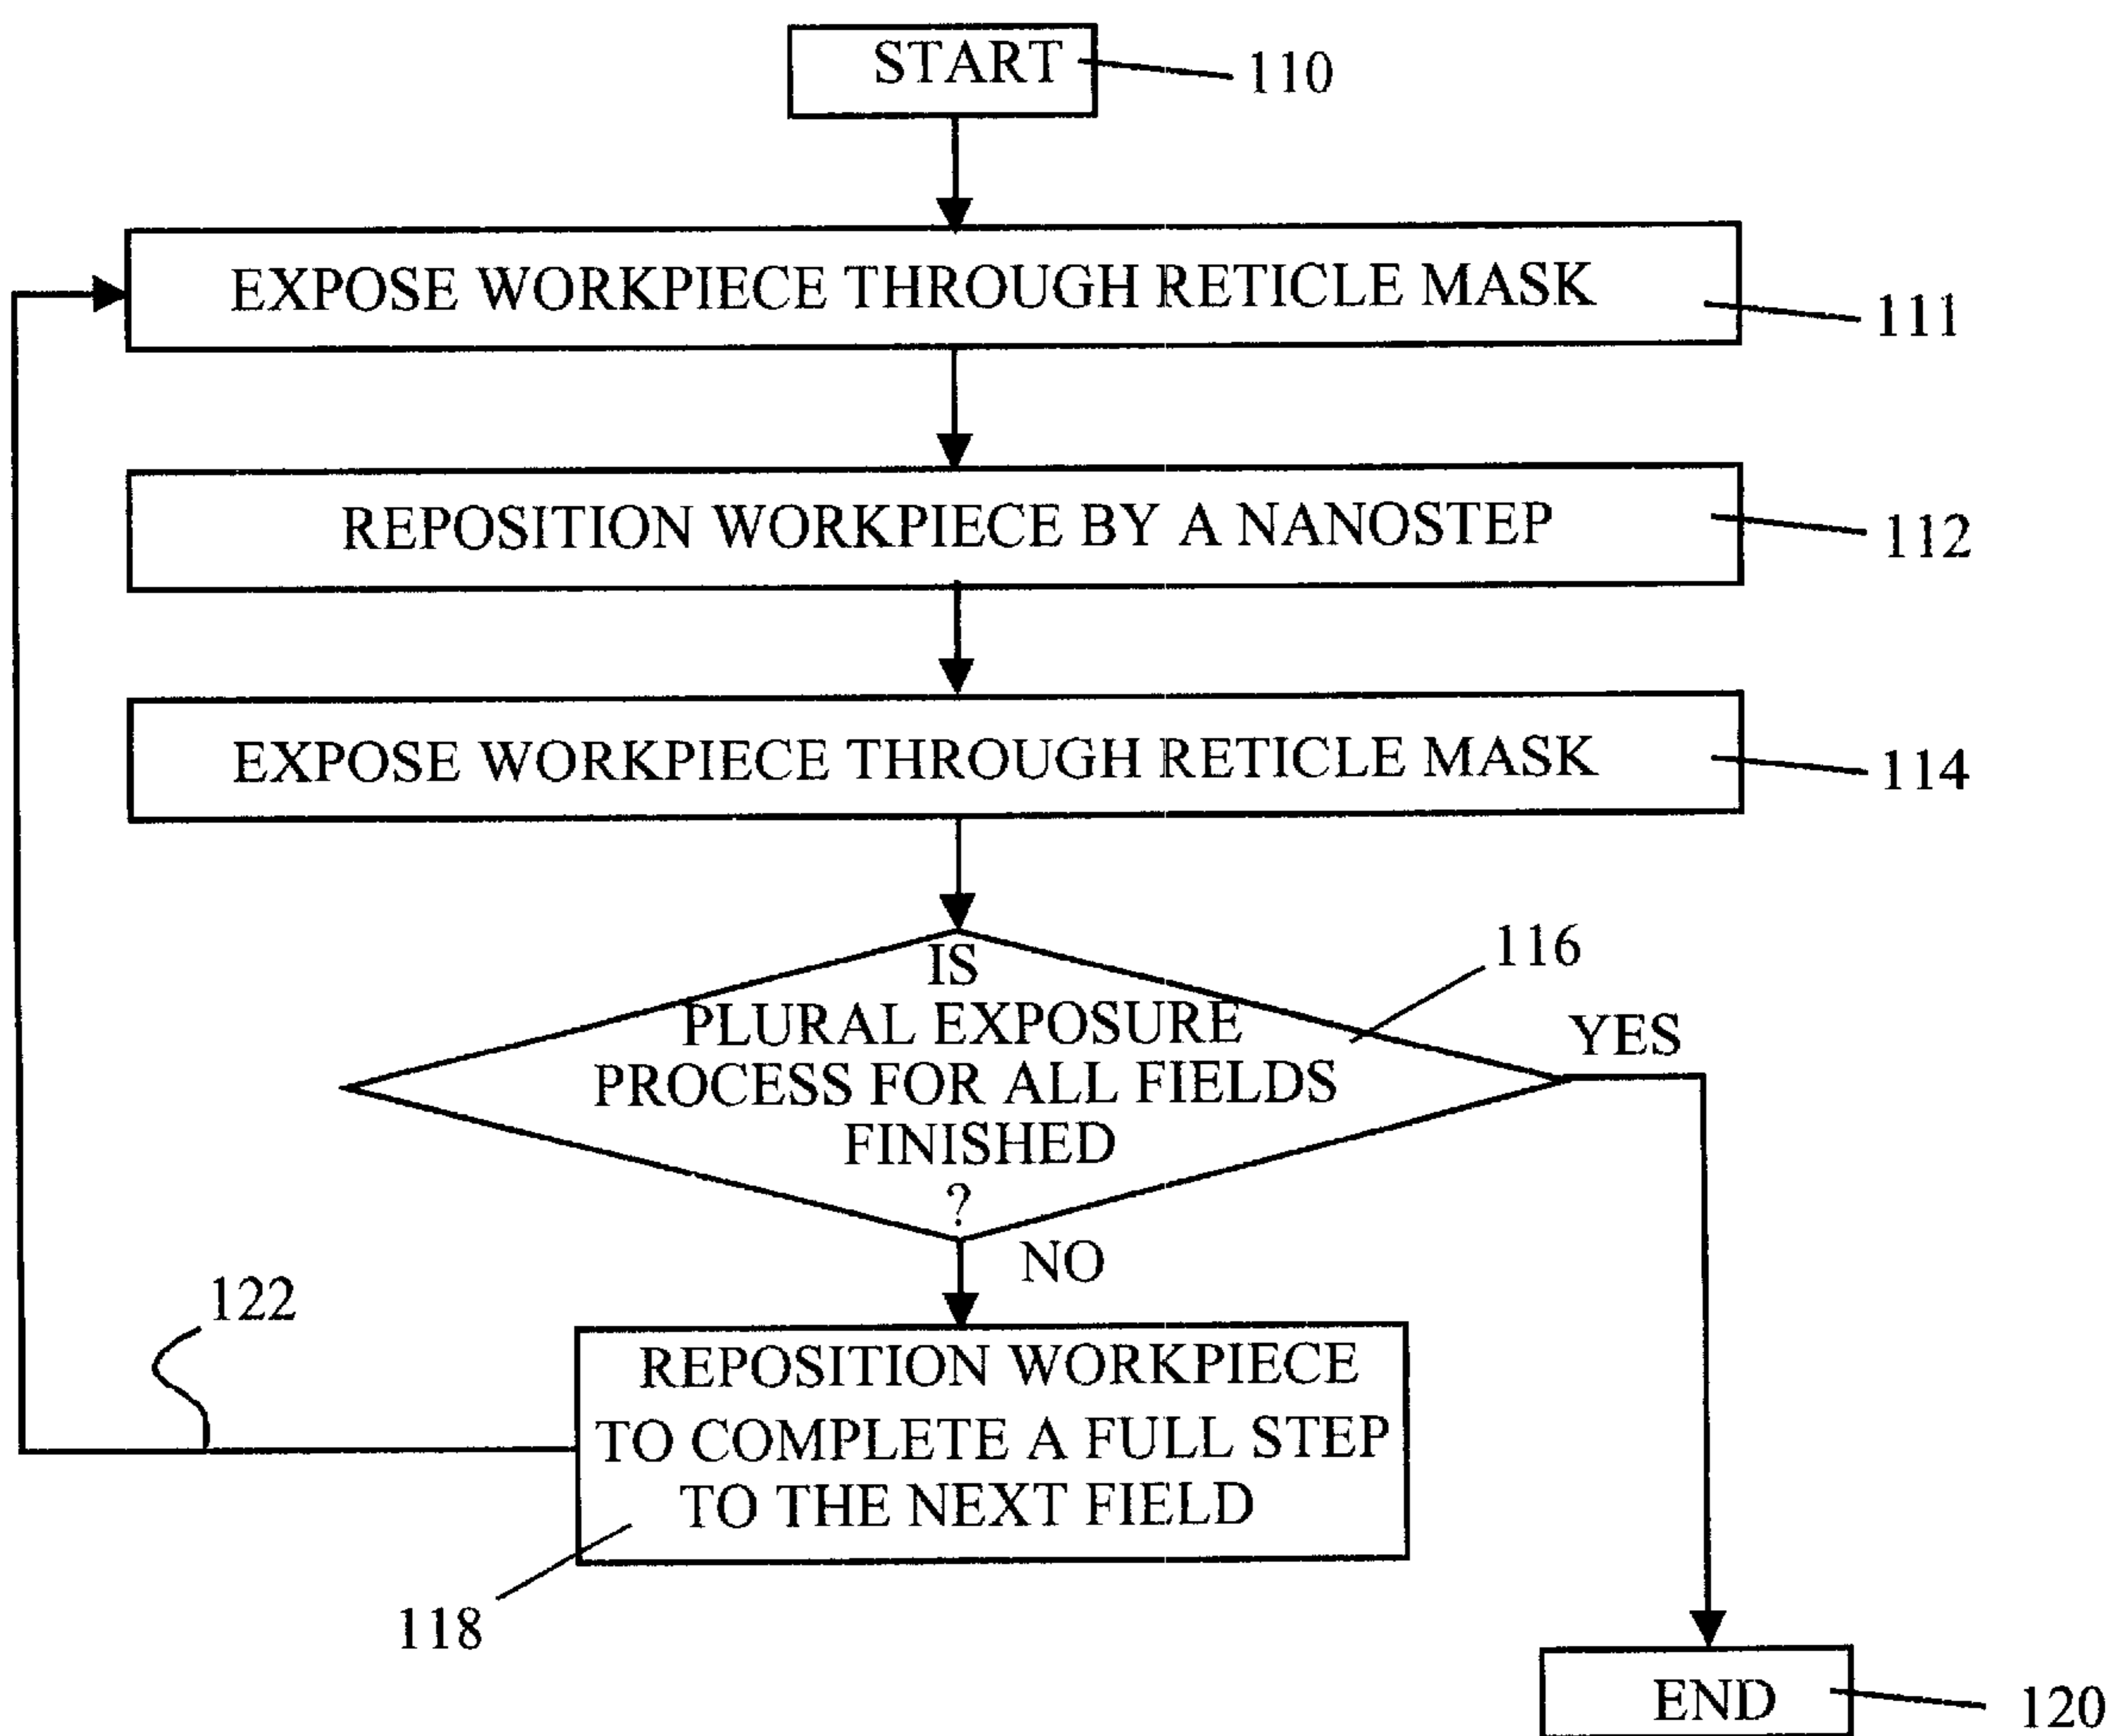 START
110
EXPOSE WORKPIECE THROUGH RETICLE MASK
111
REPOSITION WORKPIECE BY A NANOSTEP
112
EXPOSE WORKPIECE THROUGH RETICLE MASK
114
IS
PLURAL EXPOSURE
PROCESS FOR ALL FIELDS
FINISHED
?
116
YES
NO
122
REPOSITION WORKPIECE
TO COMPLETE A FULL STEP
TO THE NEXT FIELD
118
END
120